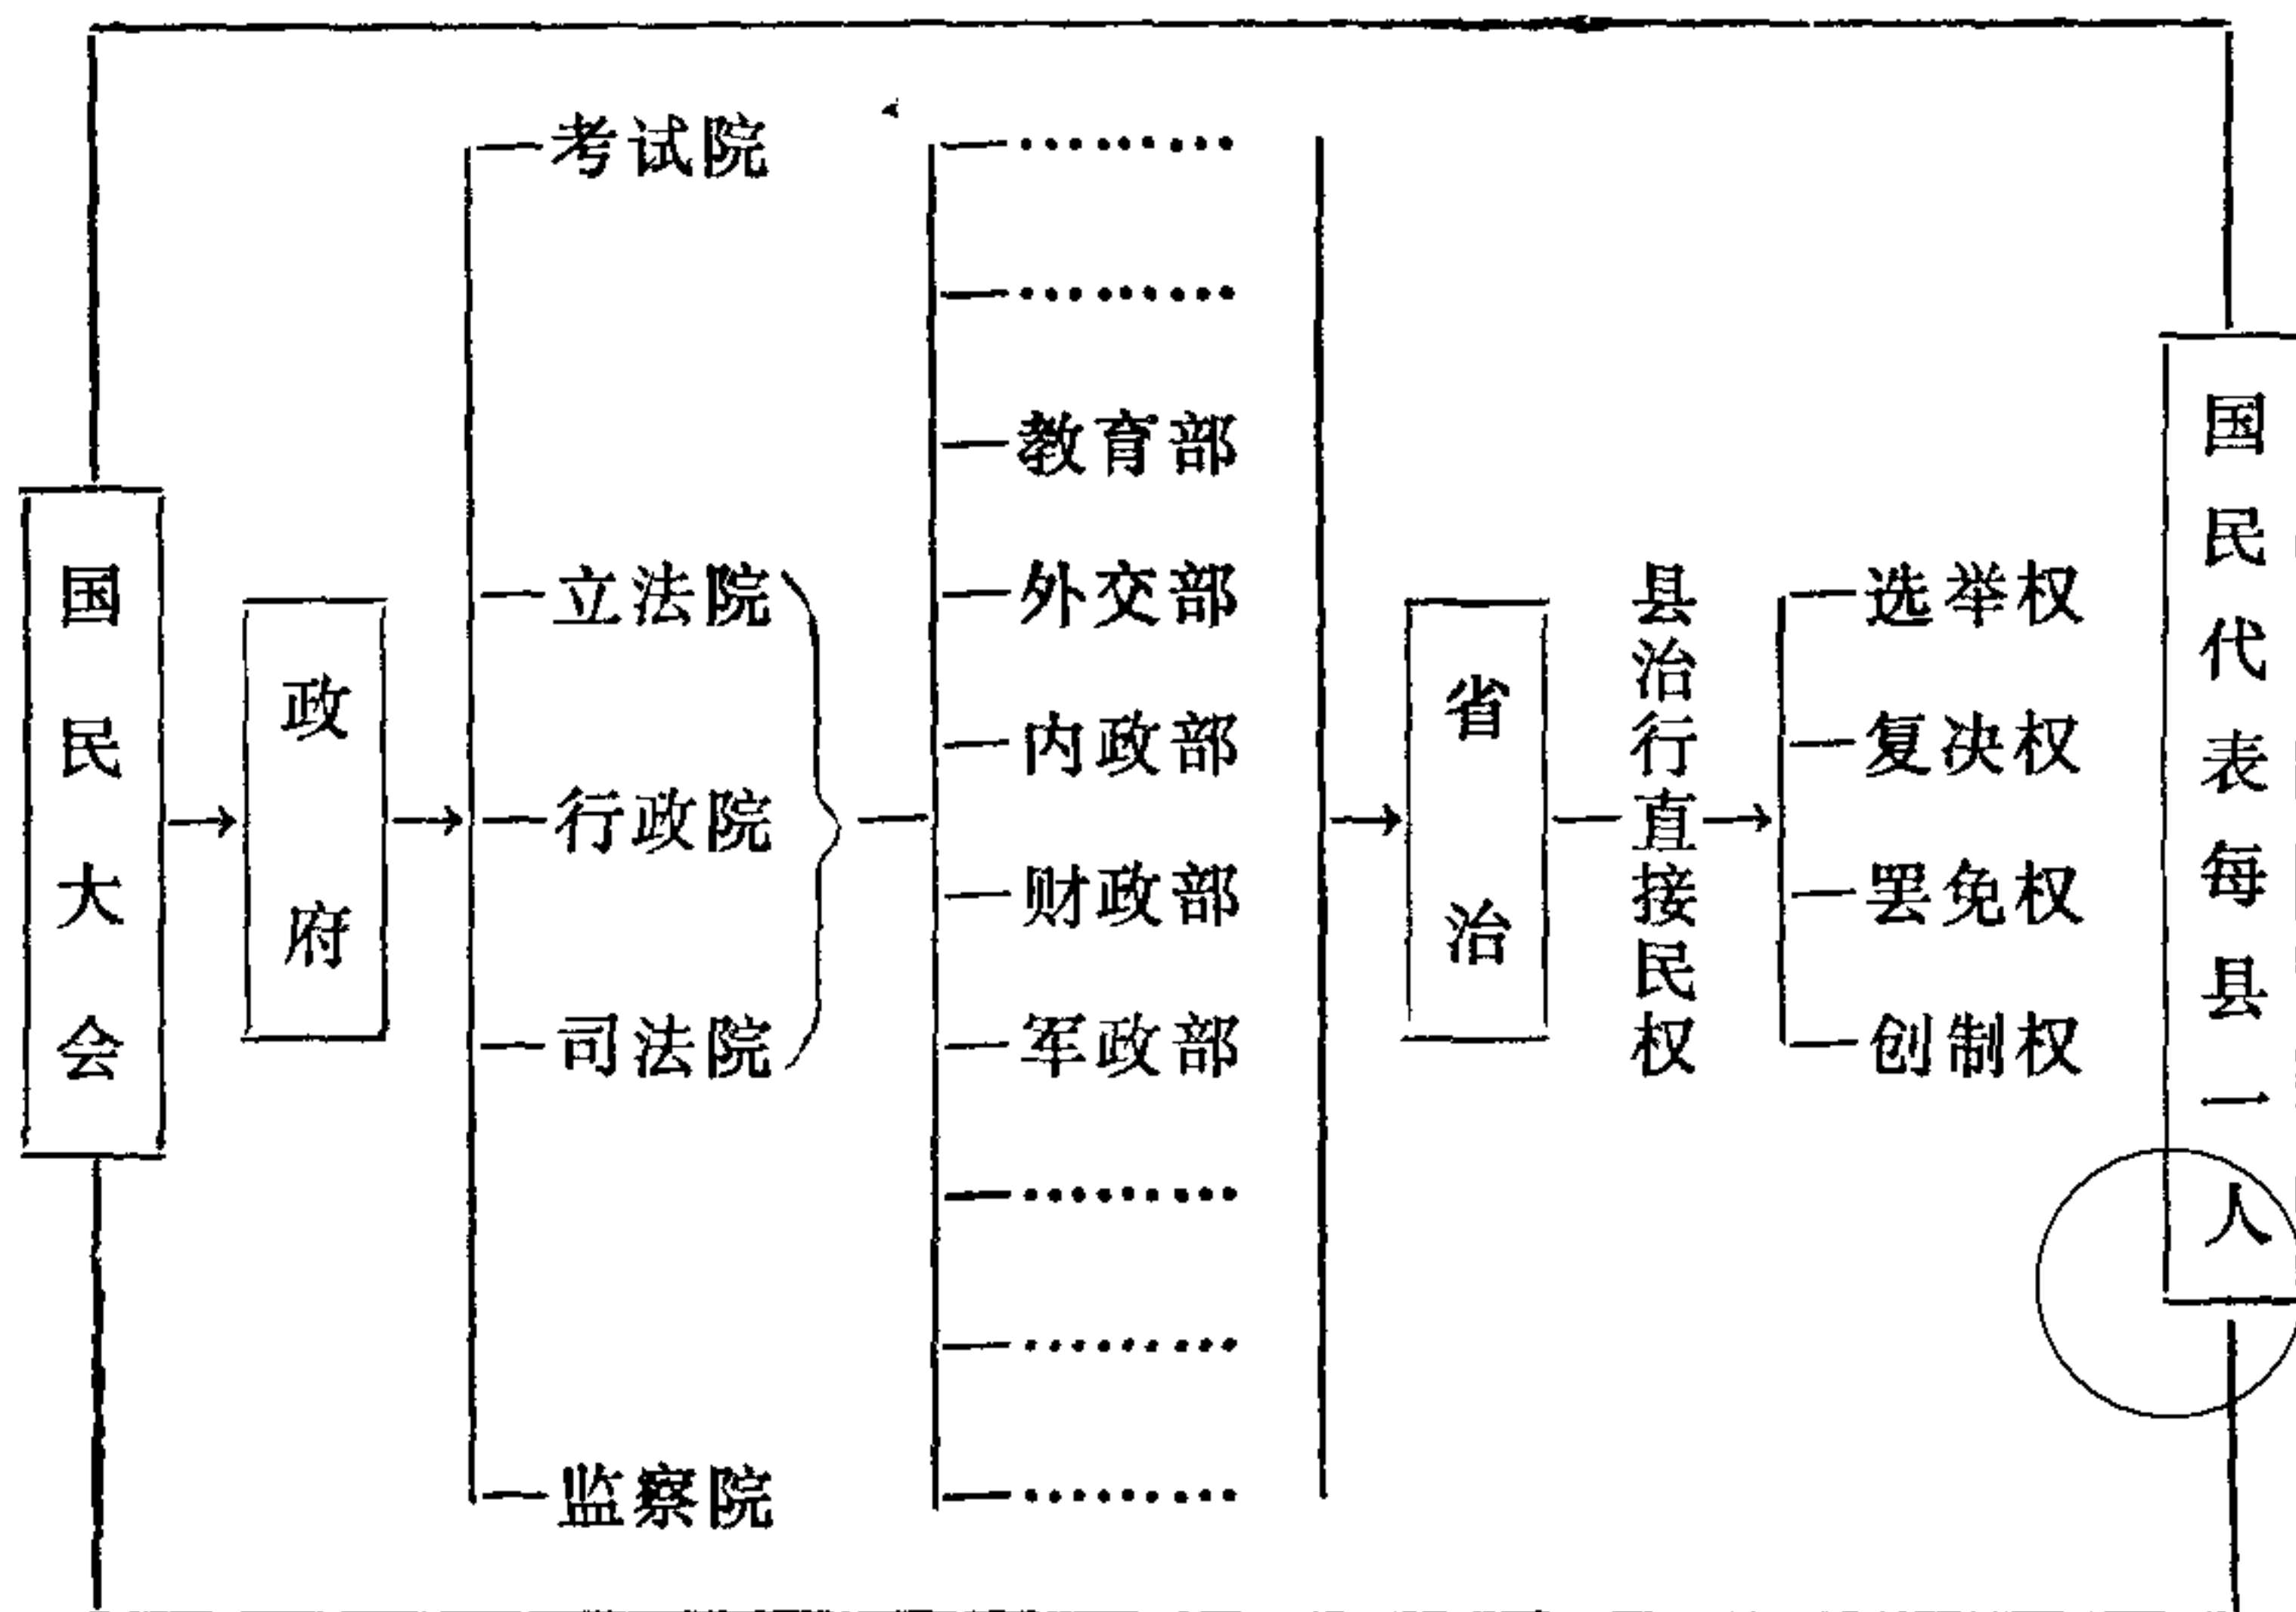 国民大会
政府
考试院
立法院
行政院
司法院
监察院
………
………
教育部
外交部
内政部
财政部
军政部
………
………
………
省治
县治行直接民权
选举权
复决权
罢免权
创制权
国民代表每县一人